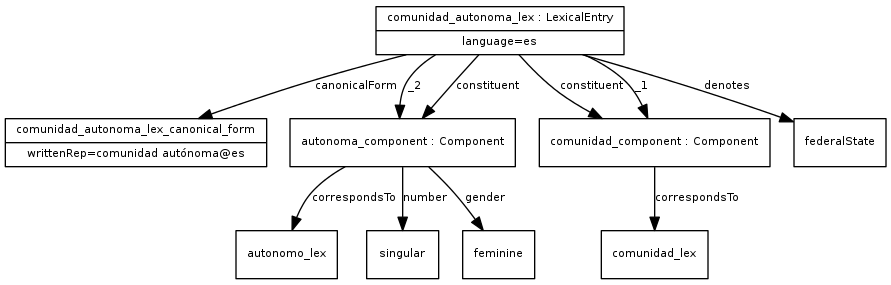 comunidad_autonoma_lex : LexicalEntry
language=es
canonicalForm
_2
constituent
constituent
_1
denotes
comunidad_autonoma_lex_canonical_form
writtenRep=comunidad autónoma@es
autonoma_component : Component
comunidad_component : Component
federalState
correspondsTo
number
gender
correspondsTo
autonomo_lex
singular
feminine
comunidad_lex